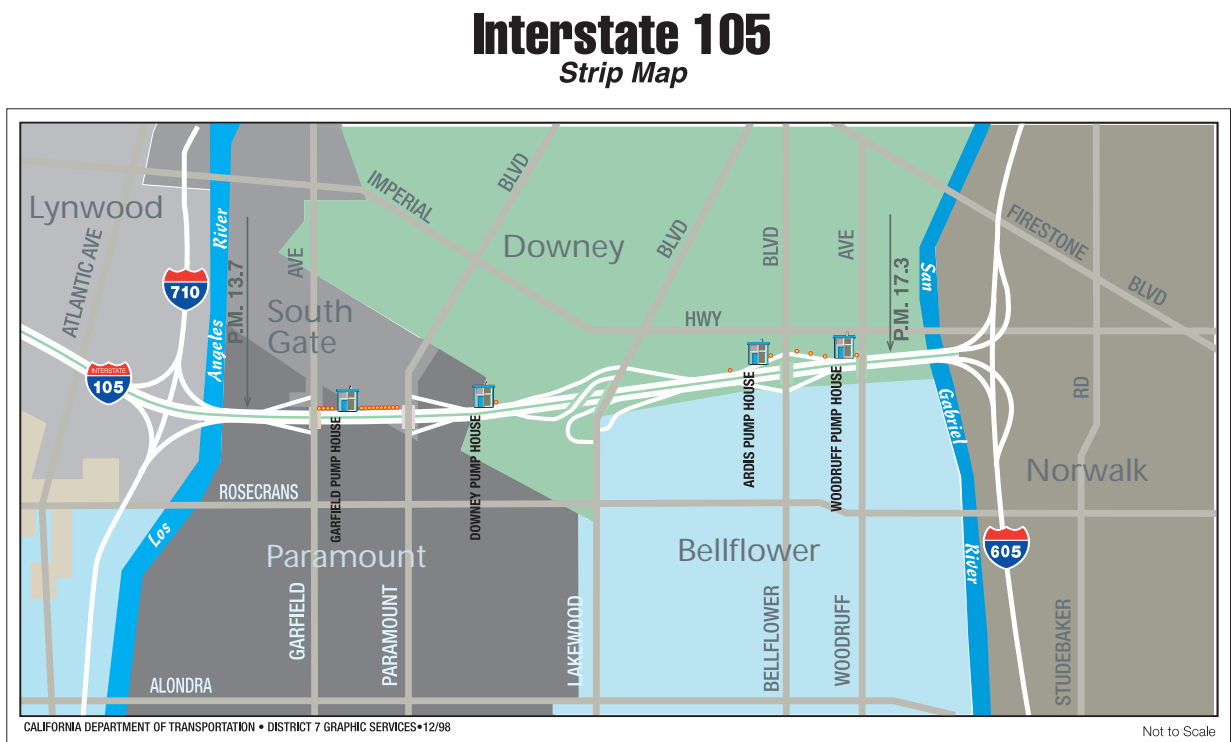 Interstate 105
Strip Map
Lynwood
ATLANTIC AVE
710
INTERSTATE
105
Los
Angeles
River
P.M. 13.7
AVE
South
Gate
IMPERIAL
HWY
BLVD
Downey
BLVD
BLVD
AVE
P.M. 17.3
San
Gabriel
River
FIRESTONE
BLVD
RD
Norwalk
605
STUDEBAKER
GARFIELD PUMP HOUSE
DOWNEY PUMP HOUSE
ARDIS PUMP HOUSE
WOODRUFF PUMP HOUSE
ROSECRANS
Paramount
Bellflower
GARFIELD
PARAMOUNT
LAKEWOOD
BELLFLOWER
WOODRUFF
ALONDRA
CALIFORNIA DEPARTMENT OF TRANSPORTATION • DISTRICT 7 GRAPHIC SERVICES•12/98
Not to Scale